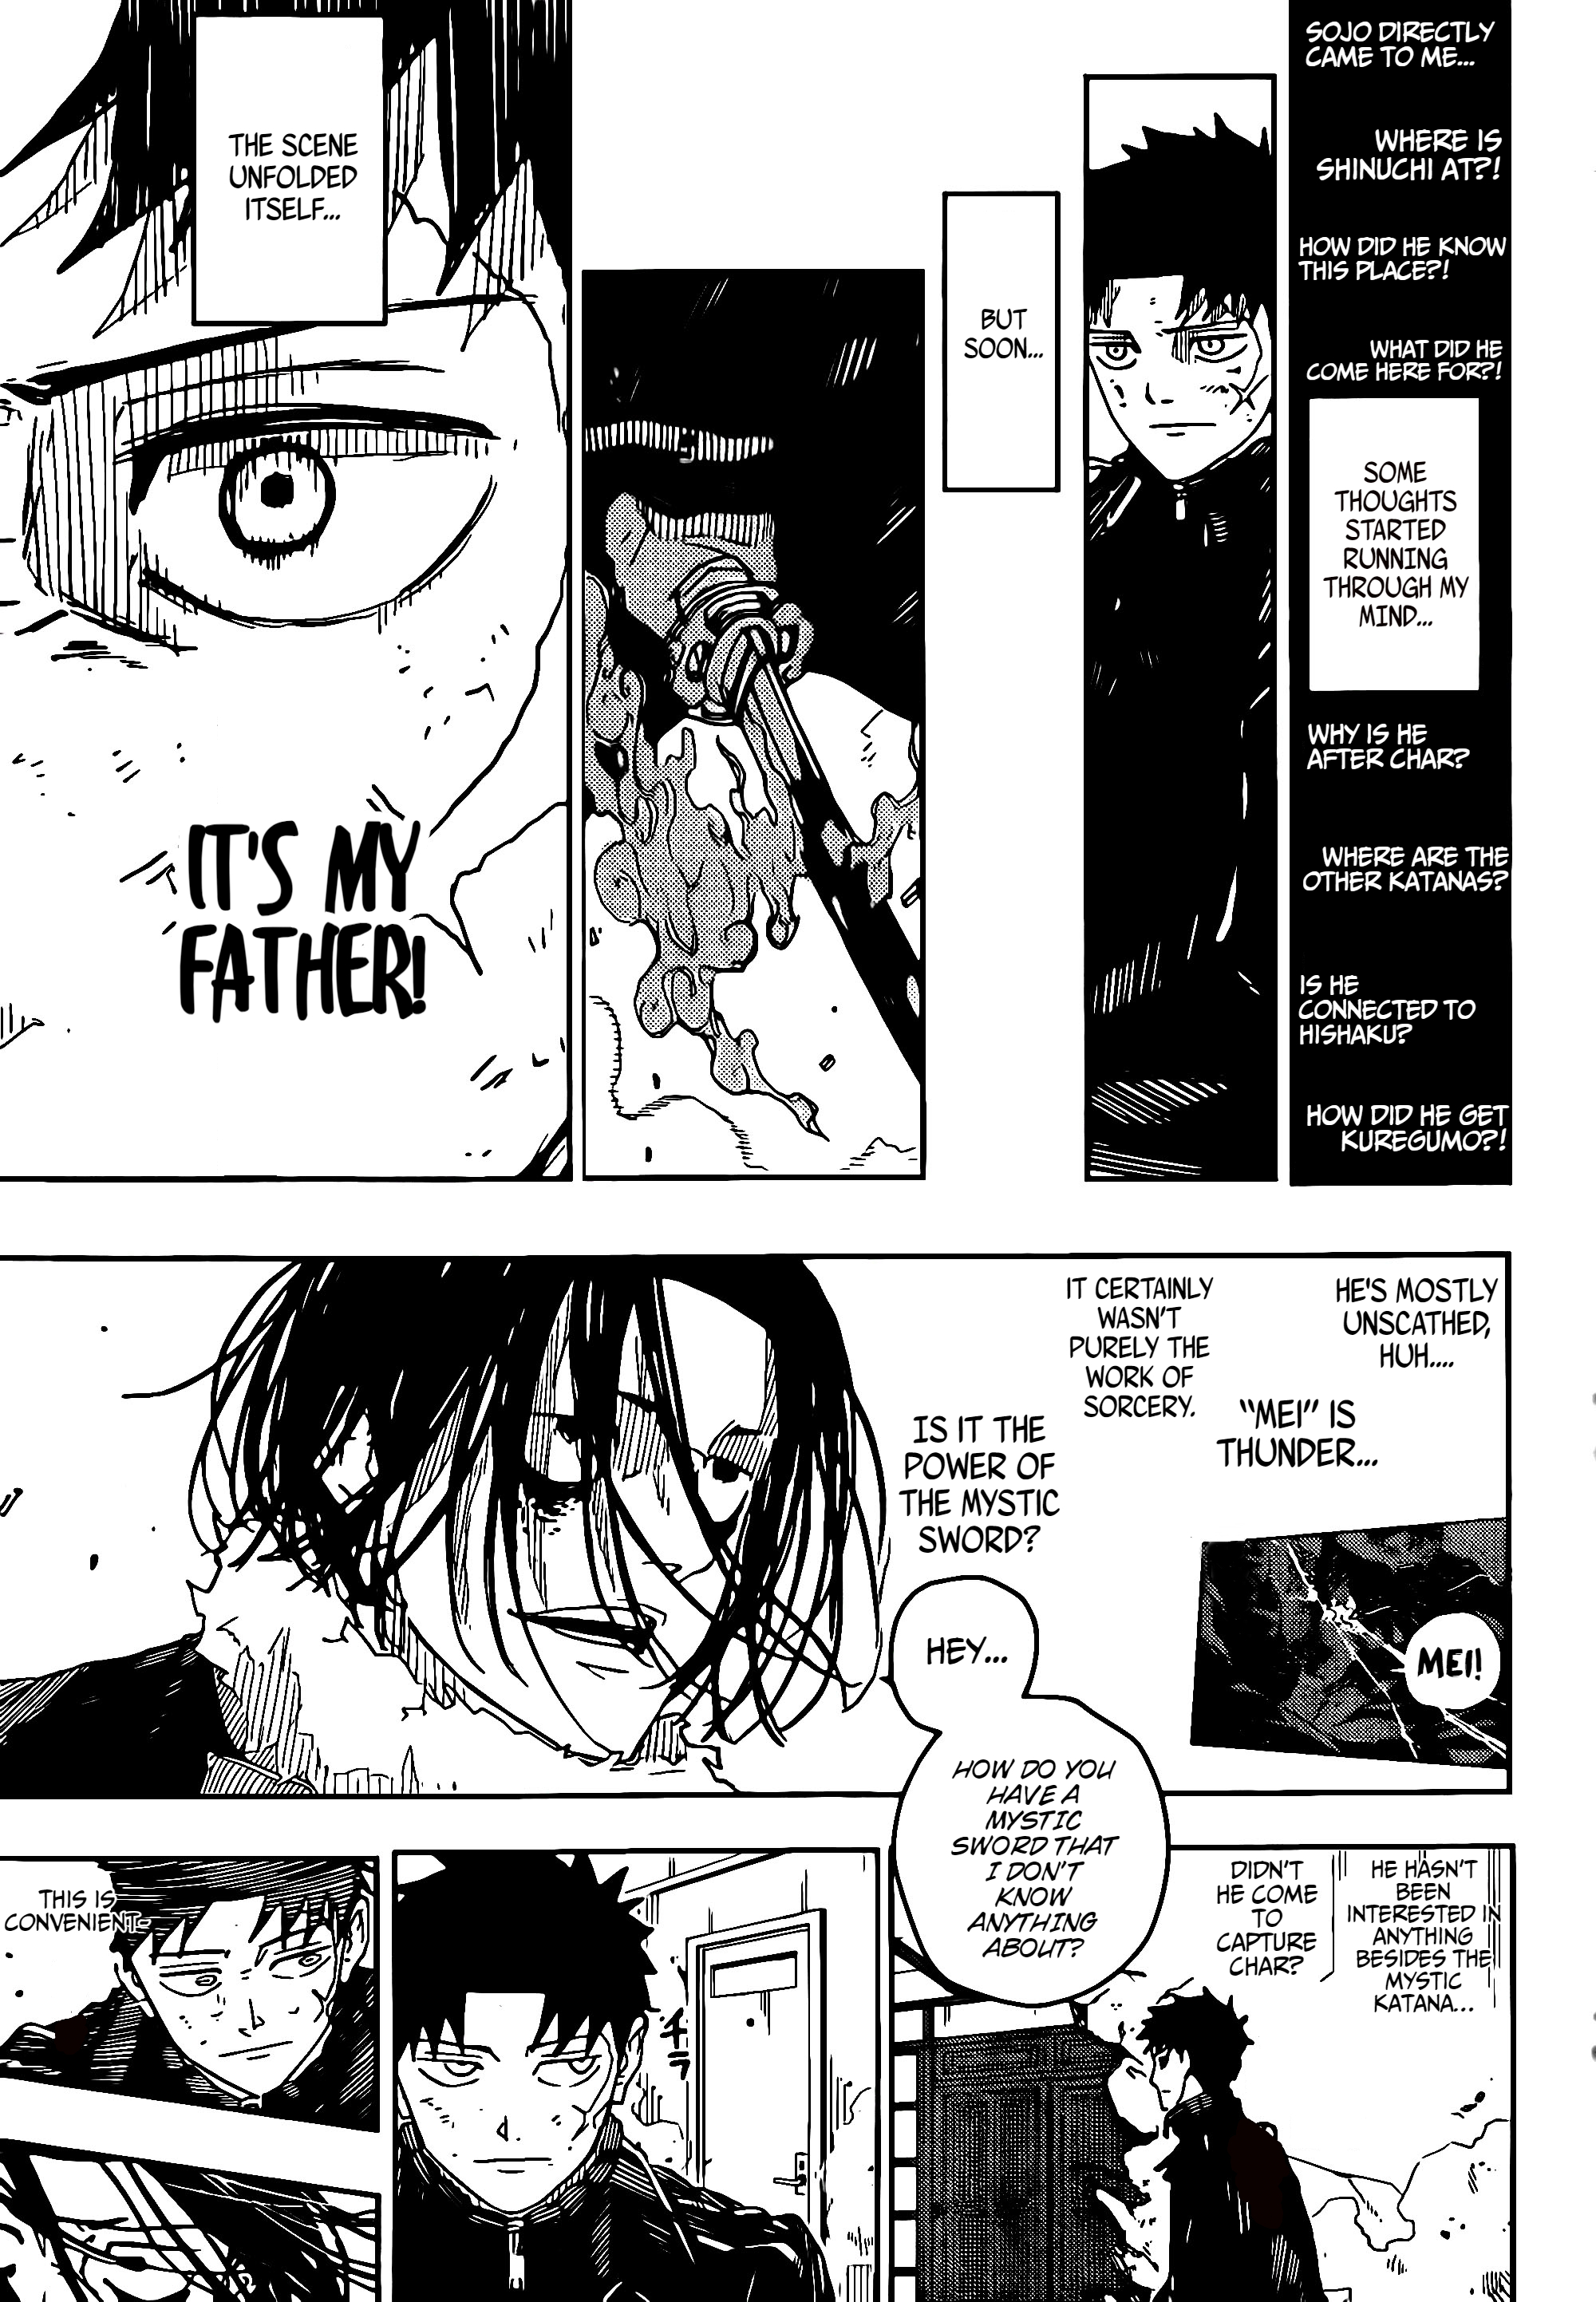 SOJO DIRECTLY
CAME TO ME...
WHERE IS
SHINUCHI AT?!
HOW DID HE KNOW
THIS PLACE?!
WHAT DID HE
COME HERE FOR?!
SOME
THOUGHTS
STARTED
RUNNING
THROUGH MY
MIND...
WHY IS HE
AFTER CHAR?
WHERE ARE THE
OTHER KATANAS?
IS HE
CONNECTED TO
HISHAKU?
HOW DID HE GET
KUREGUMO?!
BUT
SOON...
THE SCENE
UNFOLDED
ITSELF...
IT'S MY
FATHER!
HE'S MOSTLY
UNSCATHED,
HUH....
"MEI" IS
THUNDER...
MEI!
IT CERTAINLY
WASN'T
PURELY THE
WORK OF
SORCERY.
IS IT THE
POWER OF
THE MYSTIC
SWORD?
HEY...
HOW DO YOU
HAVE A
MYSTIC
SWORD THAT
I DON'T
KNOW
ANYTHING
ABOUT?
HE HASN'T
BEEN
INTERESTED IN
ANYTHING
BESIDES THE
MYSTIC
KATANA...
DIDN'T
HE COME
TO
CAPTURE
CHAR?
チラ
THIS IS
CONVENIENT-